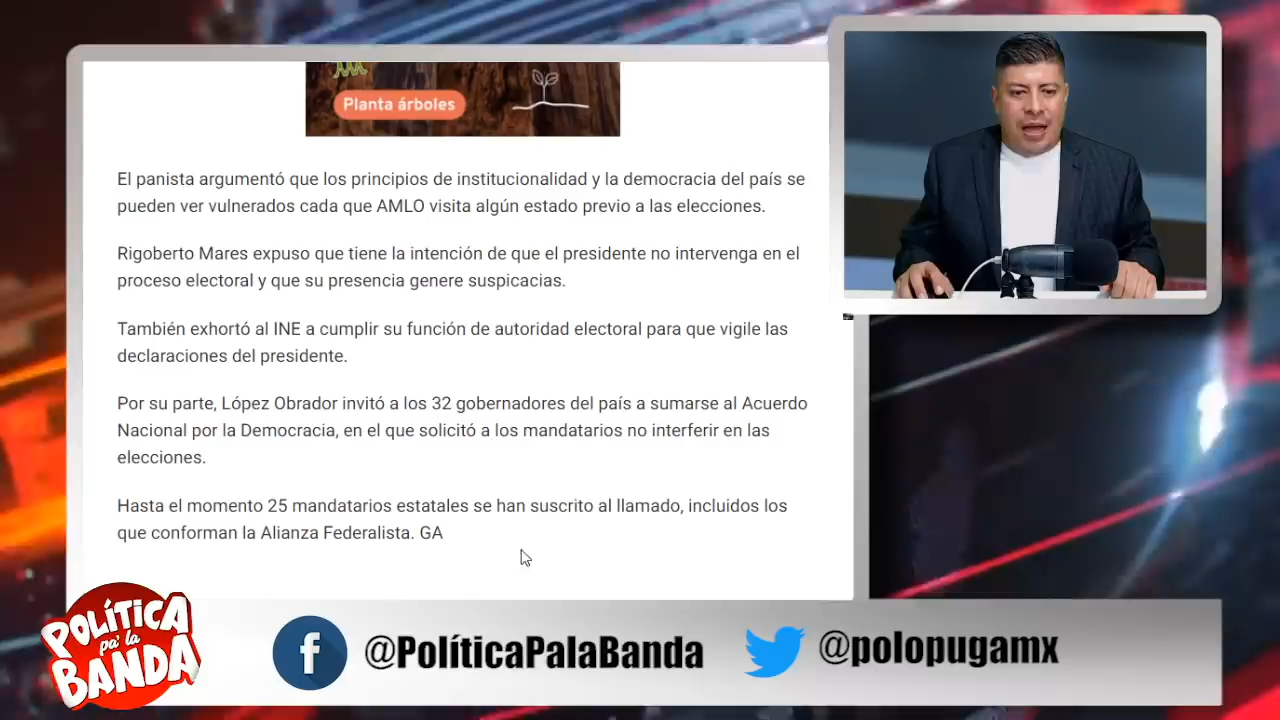 Planta árboles
El panista argumentó que los principios de institucionalidad y la democracia del país se
pueden ver vulnerados cada que AMLO visita algún estado previo a las elecciones.
Rigoberto Mares expuso que tiene la intención de que el presidente no intervenga en el
proceso electoral y que su presencia genere suspicacias.
También exhortó al INE a cumplir su función de autoridad electoral para que vigile las
declaraciones del presidente.
Por su parte, López Obrador invitó a los 32 gobernadores del país a sumarse al Acuerdo
Nacional por la Democracia, en el que solicitó a los mandatarios no interferir en las
elecciones.
Hasta el momento 25 mandatarios estatales se han suscrito al llamado, incluidos los
que conforman la Alianza Federalista. GA
POLÍTICA
pa' la
BANDA
f @PolíticaPalaBanda
@polopugamx